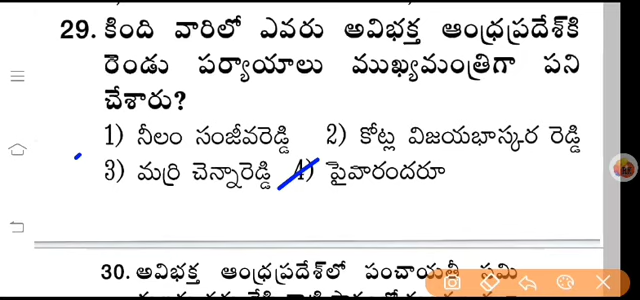 29. కింది వారిలో ఎవరు అవిభక్త ఆంధ్రప్రదేశ్‌కి
రెండు పర్యాయాలు ముఖ్యమంత్రిగా పని
చేశారు?
1) నీలం సంజీవరెడ్డి 2) కోట్ల విజయభాస్కర రెడ్డి
3) మర్రి చెన్నారెడ్డి 4) పైవారందరూ
30. అవిభక్త ఆంధ్రప్రదేశ్‌లో పంచాయతీ